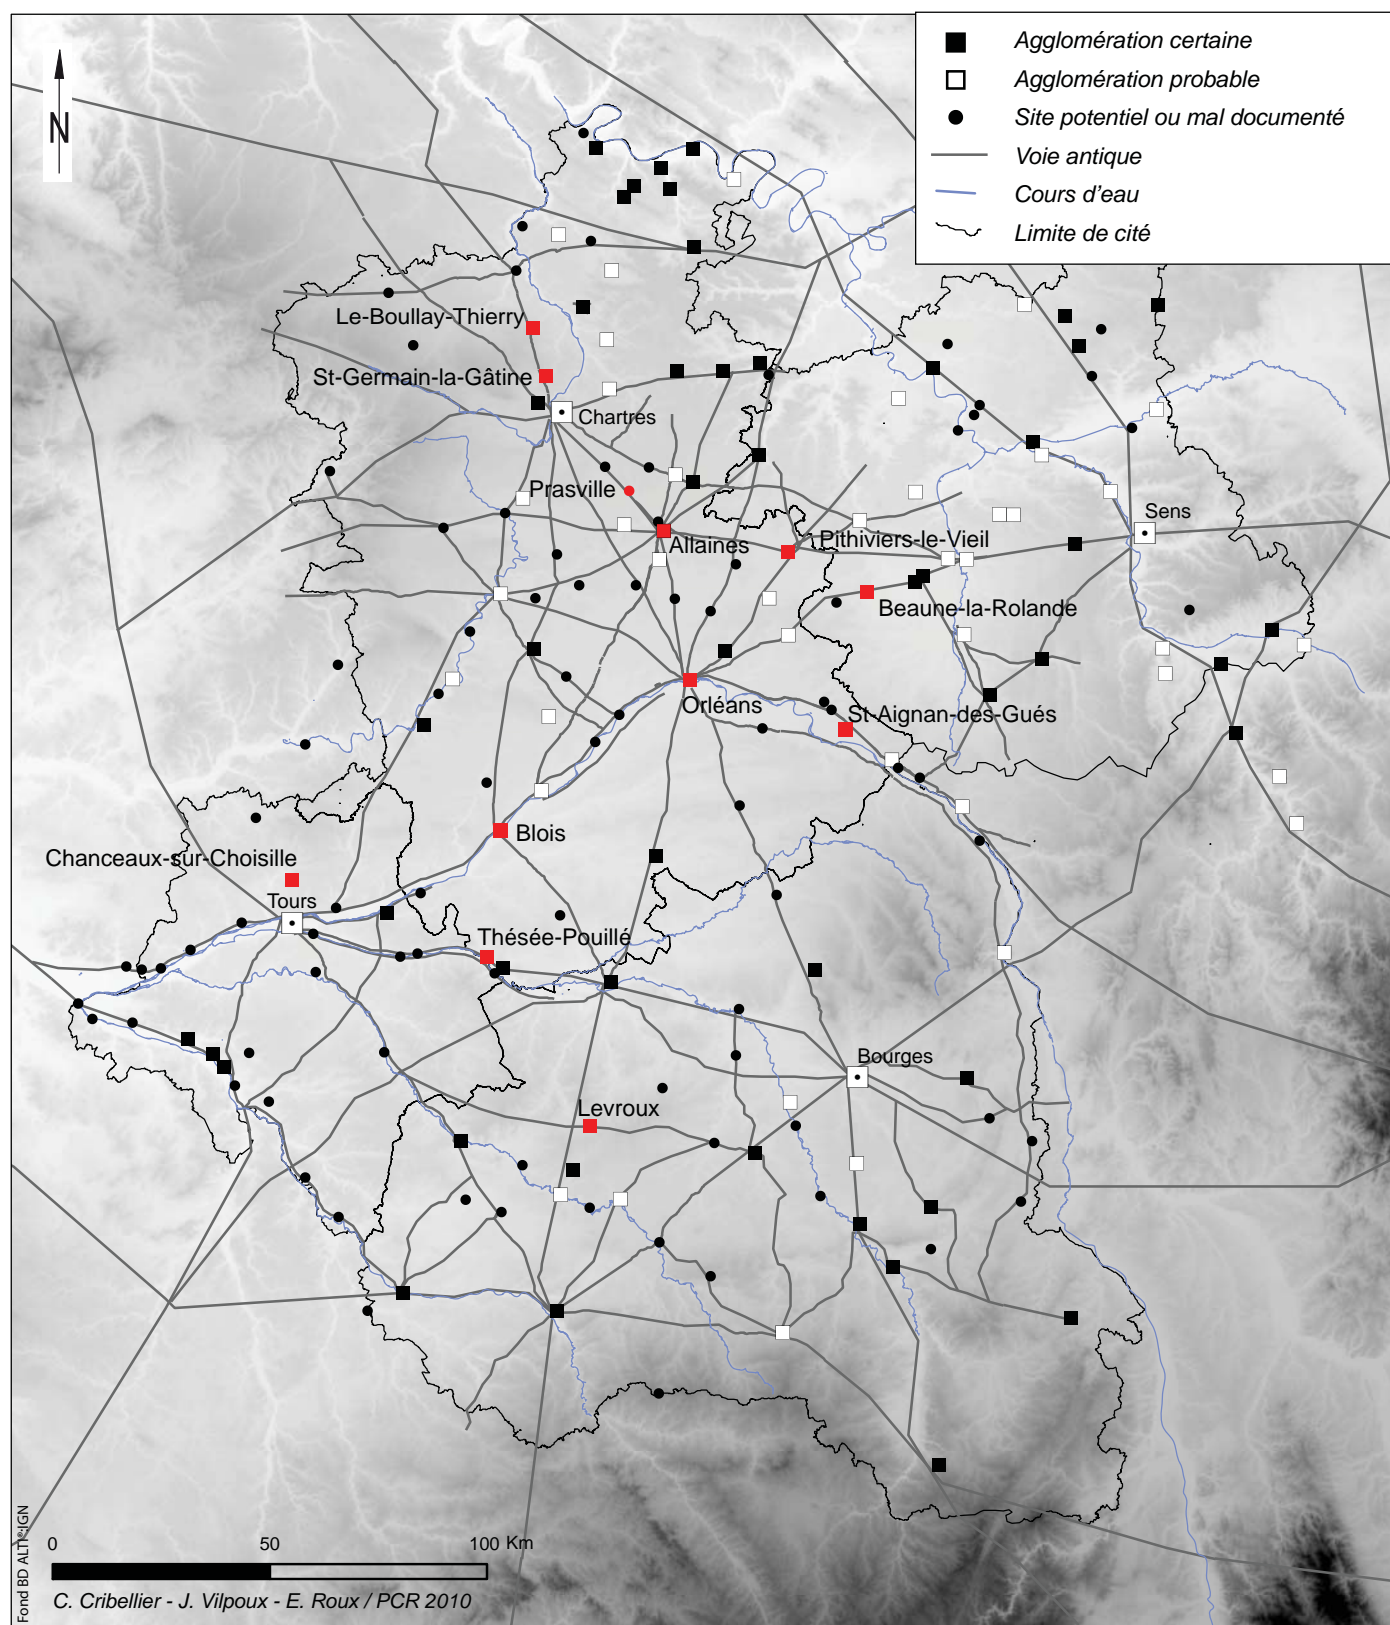 Agglomération certaine
Agglomération probable
Site potentiel ou mal documenté
Voie antique
Cours d'eau
Limite de cité
N
Le-Boullay-Thierry
St-Germain-la-Gâtine
Chartres
Prasville
Allaines
Pithiviers-le-Vieil
Sens
Beaune-la-Rolande
Orléans
St-Aignan-des-Gués
Blois
Chanceaux-sur-Choisille
Tours
Thésée-Pouillé
Bourges
Levroux
0 50 100 Km
C. Cribellier - J. Vilpoux - E. Roux / PCR 2010
Fond BD ALTI®IGN